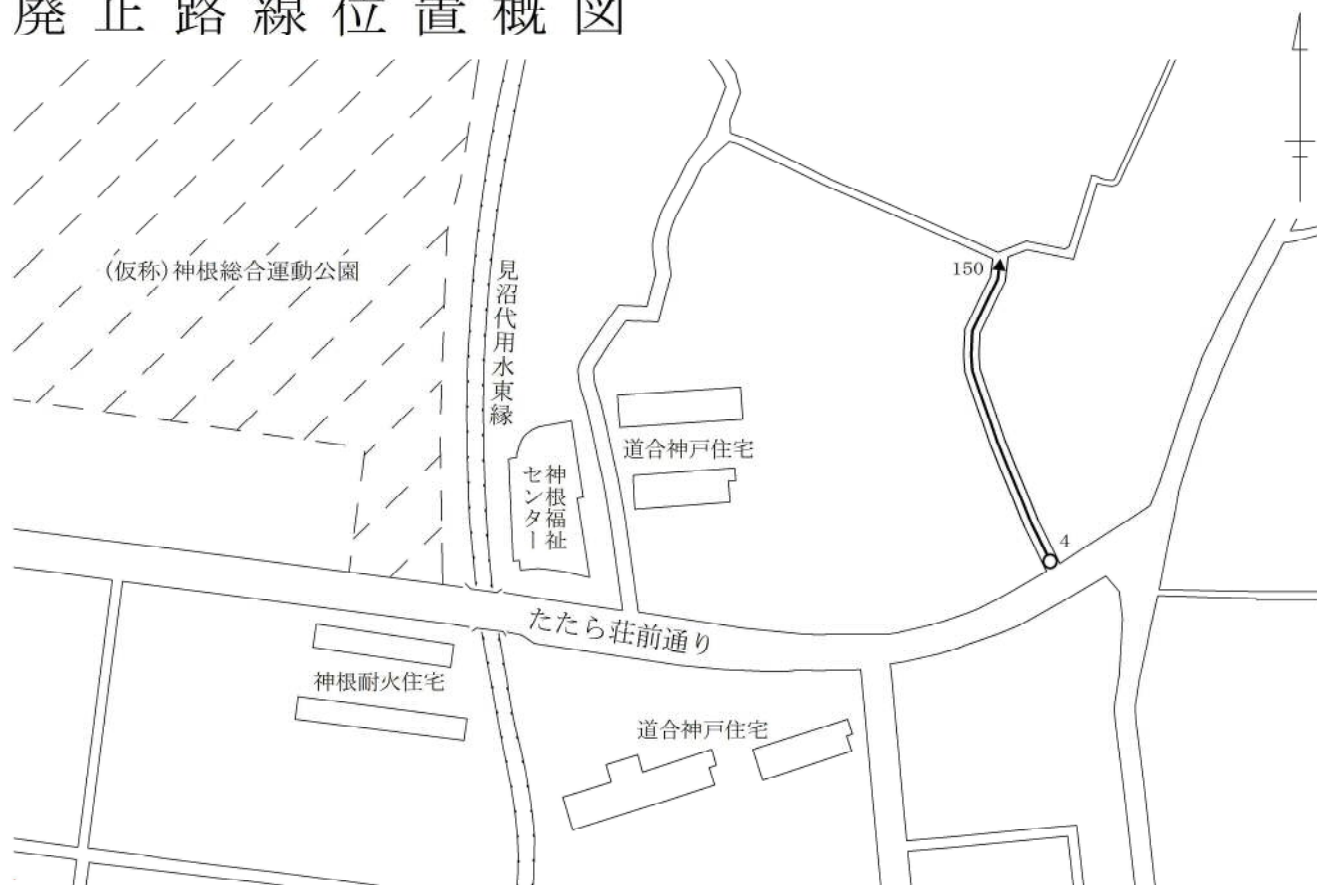 廃止路線位置概図
(仮称)神根総合運動公園
見沼代用水東縁
150
道合神戸住宅
神根福祉
センター
4
たたら荘前通り
神根耐火住宅
道合神戸住宅